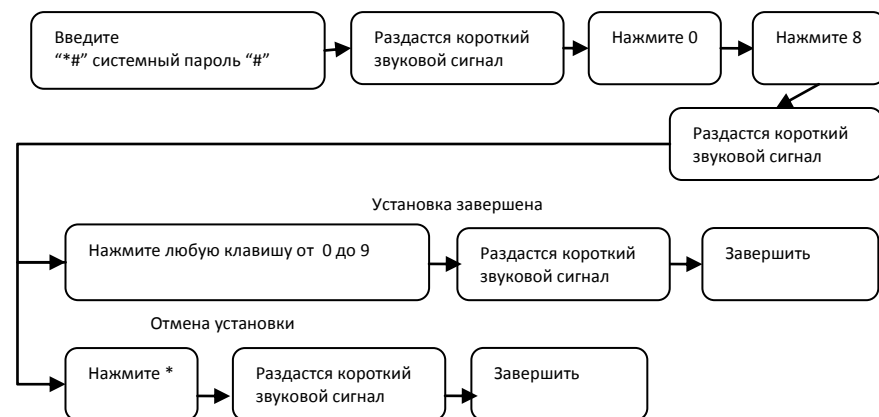 Введите
“*#” системный пароль “#”
Раздастся короткий
звуковой сигнал
Нажмите 0
Нажмите 8
Раздастся короткий
звуковой сигнал
Установка завершена
Нажмите любую клавишу от 0 до 9
Раздастся короткий
звуковой сигнал
Завершить
Отмена установки
Нажмите *
Раздастся короткий
звуковой сигнал
Завершить